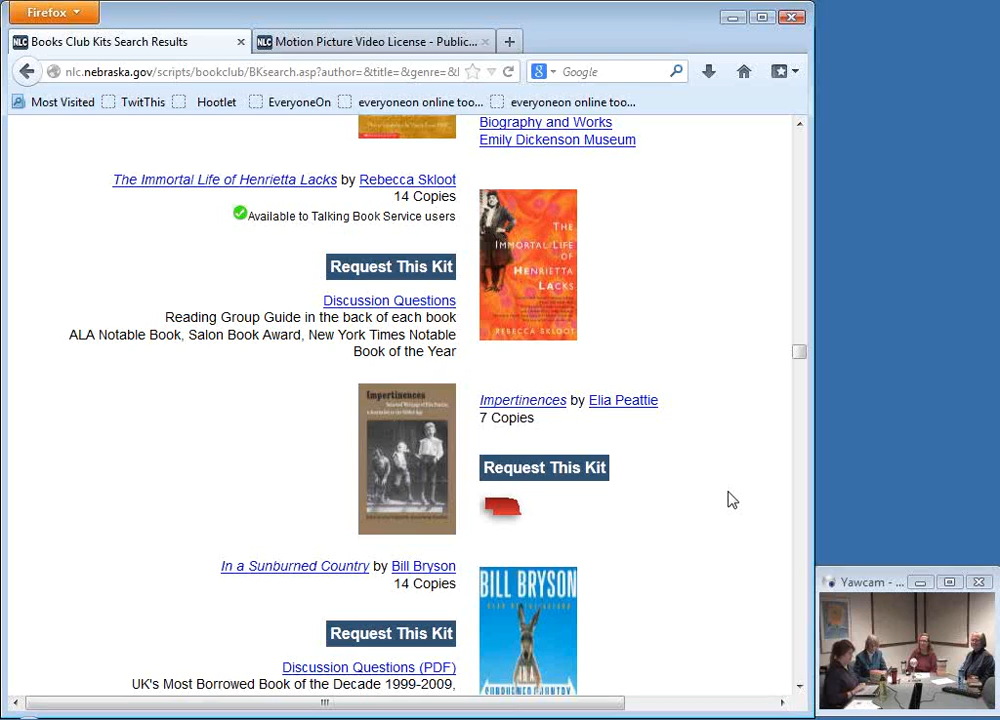 Firefox
NLC Books Club Kits Search Results
NLC Motion Picture Video License - Public...
nlc.nebraska.gov/scripts/bookclub/BKsearch.asp?author=&title=&genre=&l
Google
Most Visited TwitThis Hootlet EveryoneOn everyoneon online too... everyoneon online too...
Biography and Works
Emily Dickenson Museum
The Immortal Life of Henrietta Lacks by Rebecca Skloot
14 Copies
Available to Talking Book Service users
Request This Kit
Discussion Questions
Reading Group Guide in the back of each book
ALA Notable Book, Salon Book Award, New York Times Notable
Book of the Year
THE
IMMORTAL LIFE
OF
HENRIETTA
LACKS
REBECCA SKLOOT
Impertinences
Impertinences by Elia Peattie
7 Copies
Request This Kit
In a Sunburned Country by Bill Bryson
14 Copies
Request This Kit
Discussion Questions (PDF)
UK's Most Borrowed Book of the Decade 1999-2009,
BILL BRYSON
Yawcam - ...